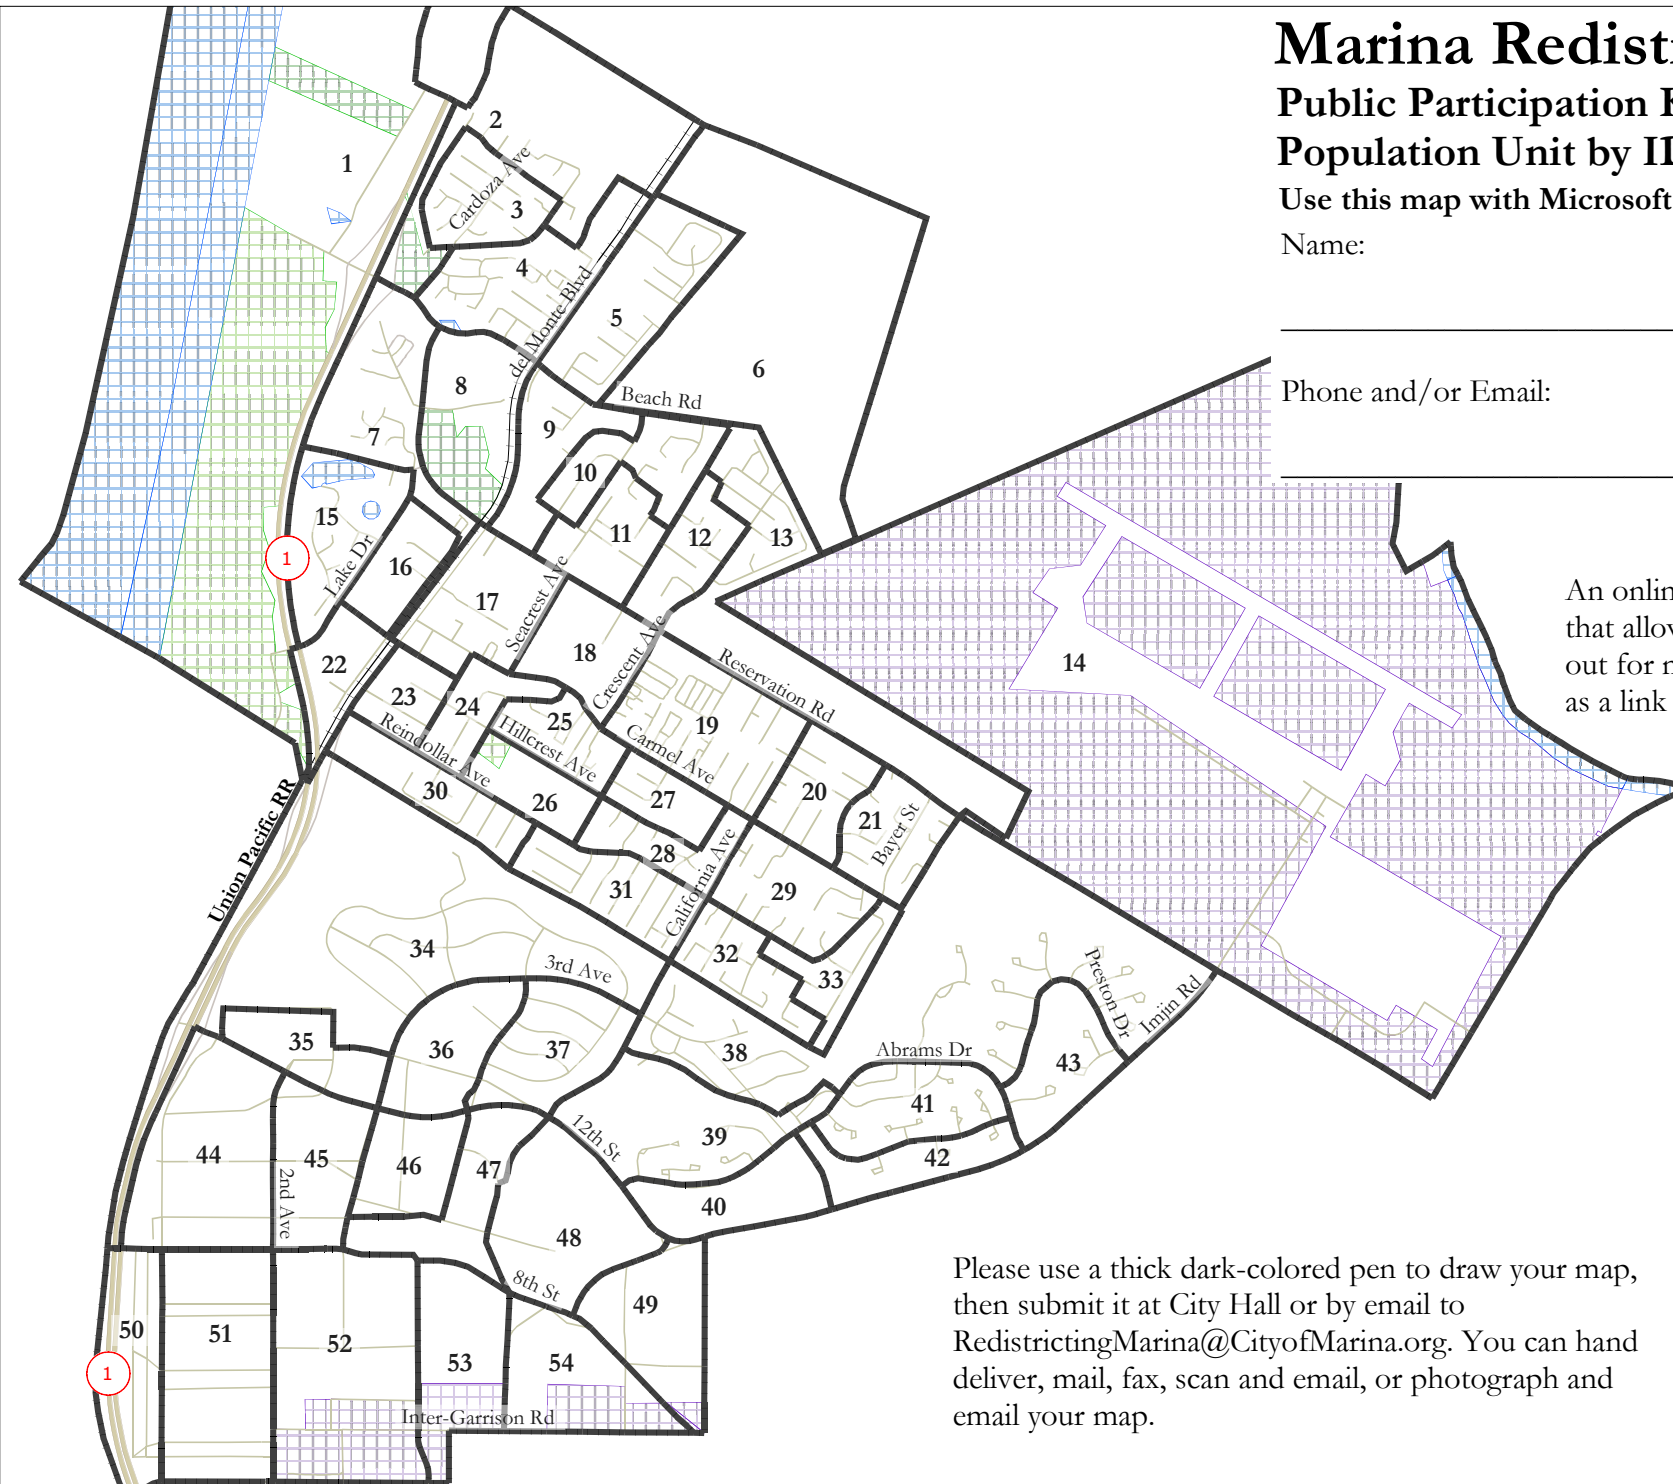 Marina Redist
Public Participation
Population Unit by
Use this map with Microsoft
Name:
Phone and/or Email:
An onlin
that allow
out for
as a link
1
2
Cardoza Ave
3
4
del Monte Blvd
5
6
Beach Rd
7
8
9
10
11
12
13
14
15
Lake Dr
16
1
17
Seacrest Ave
18
Crescent Ave
Reservation Rd
19
20
21
Bayer St
22
23
24
25
Reindollar Ave
Hillcrest Ave
Carmel Ave
26
27
28
29
30
31
California Ave
32
33
Union Pacific RR
34
3rd Ave
35
36
37
38
Abrams Dr
Preston Dr
Imjin Rd
43
41
42
39
12th St
40
44
2nd Ave
45
46
47
48
8th St
49
50
51
52
53
54
1
Inter-Garrison Rd
Please use a thick dark-colored pen to draw your map,
then submit it at City Hall or by email to
RedistrictingMarina@CityofMarina.org. You can hand
deliver, mail, fax, scan and email, or photograph and
email your map.